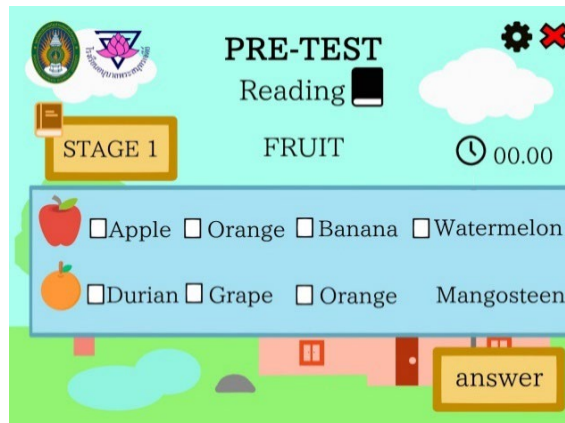 PRE-TEST
Reading
STAGE 1
FRUIT
00.00
Apple Orange Banana Watermelon
Durian Grape Orange Mangosteen
answer